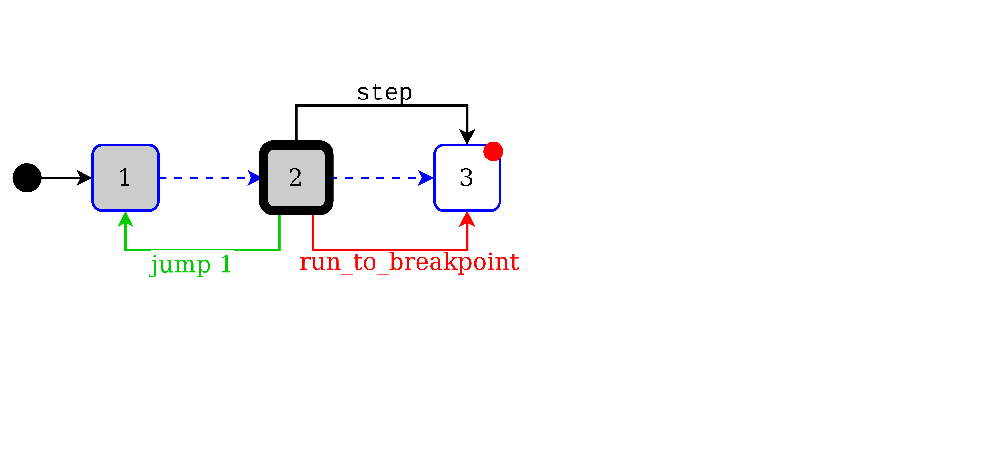 step
1
2
3
jump 1
run_to_breakpoint